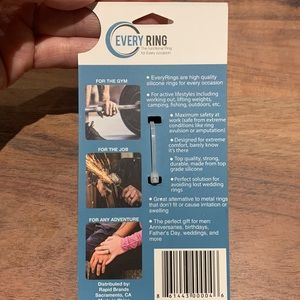 EVERY RING
The functional Ring
for Every occasion
FOR THE GYM
FOR THE JOB
FOR ANY ADVENTURE
Distributed by:
Rapid Brands
Sacramento, CA
EveryRings are high quality
silicone rings for every occasion
For active lifestyles including
working out, lifting weights,
camping, fishing, outdoors, etc.
Maximum safety at
work (safe from extreme
conditions like ring
avulsion or amputation)
Designed for extreme
comfort, barely know
it's there
Top quality, strong,
durable, made from top
grade silicone
Perfect solution for
avoiding lost wedding
rings
Great alternative to metal rings
that don't fit or cause irritation
or swelling
The perfect gift for men:
Anniversaries, birthdays,
Father's Day, weddings, and
more
8 61443 00004 6